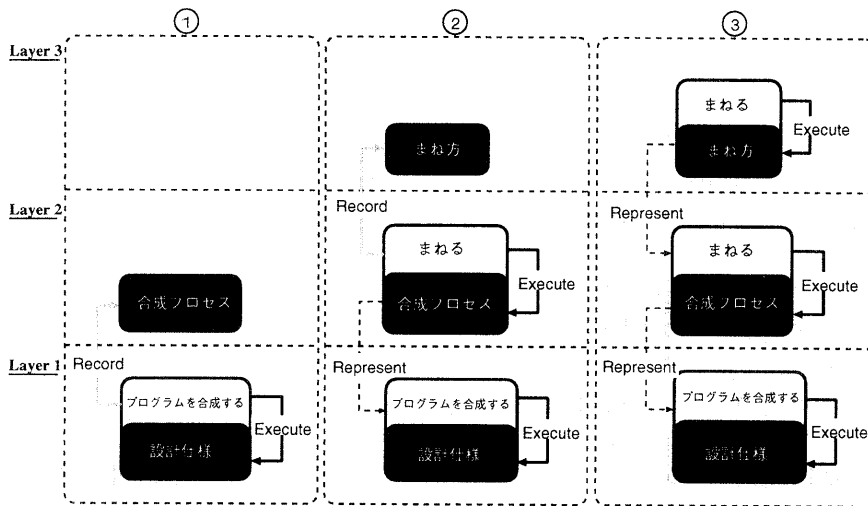 ① ② ③
Layer 3
まねる
Execute
まね方
まね方
Layer 2
Record
Represent
まねる
まねる
Execute
Execute
合成プロセス
合成プロセス
合成プロセス
Layer 1
Record
Represent
Represent
プログラムを合成する
プログラムを合成する
プログラムを合成する
Execute
Execute
Execute
設計仕様
設計仕様
設計仕様